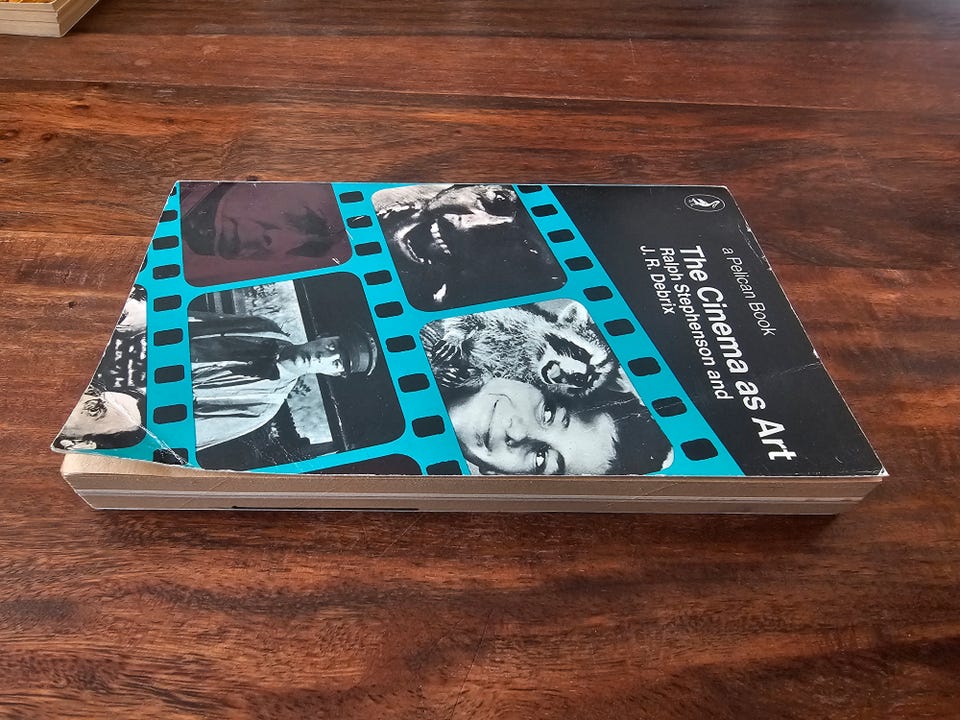 a Pelican Book
The Cinema as Art
Ralph Stephenson and
J. R. Debrix